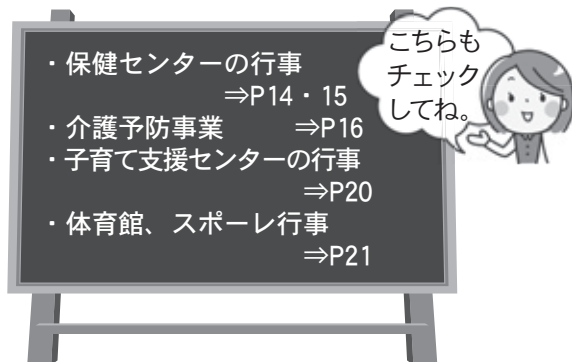 ・保健センターの行事
⇒P14・15
・介護予防事業　　⇒P16
・子育て支援センターの行事
⇒P20
・体育館、スポーレ行事
⇒P21
こちらも
チェック
してね。